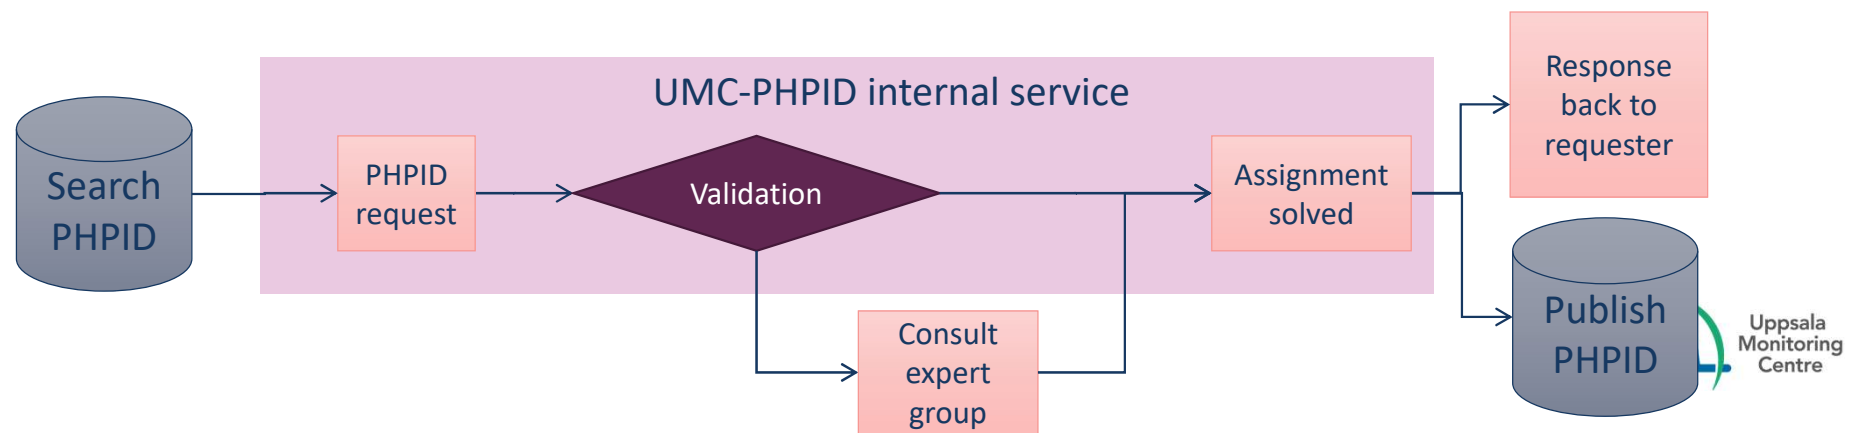 UMC-PHPID internal service
Search
PHPID
PHPID
request
Validation
Consult
expert
group
Assignment
solved
Response
back to
requester
Publish
PHPID
Uppsala
Monitoring
Centre